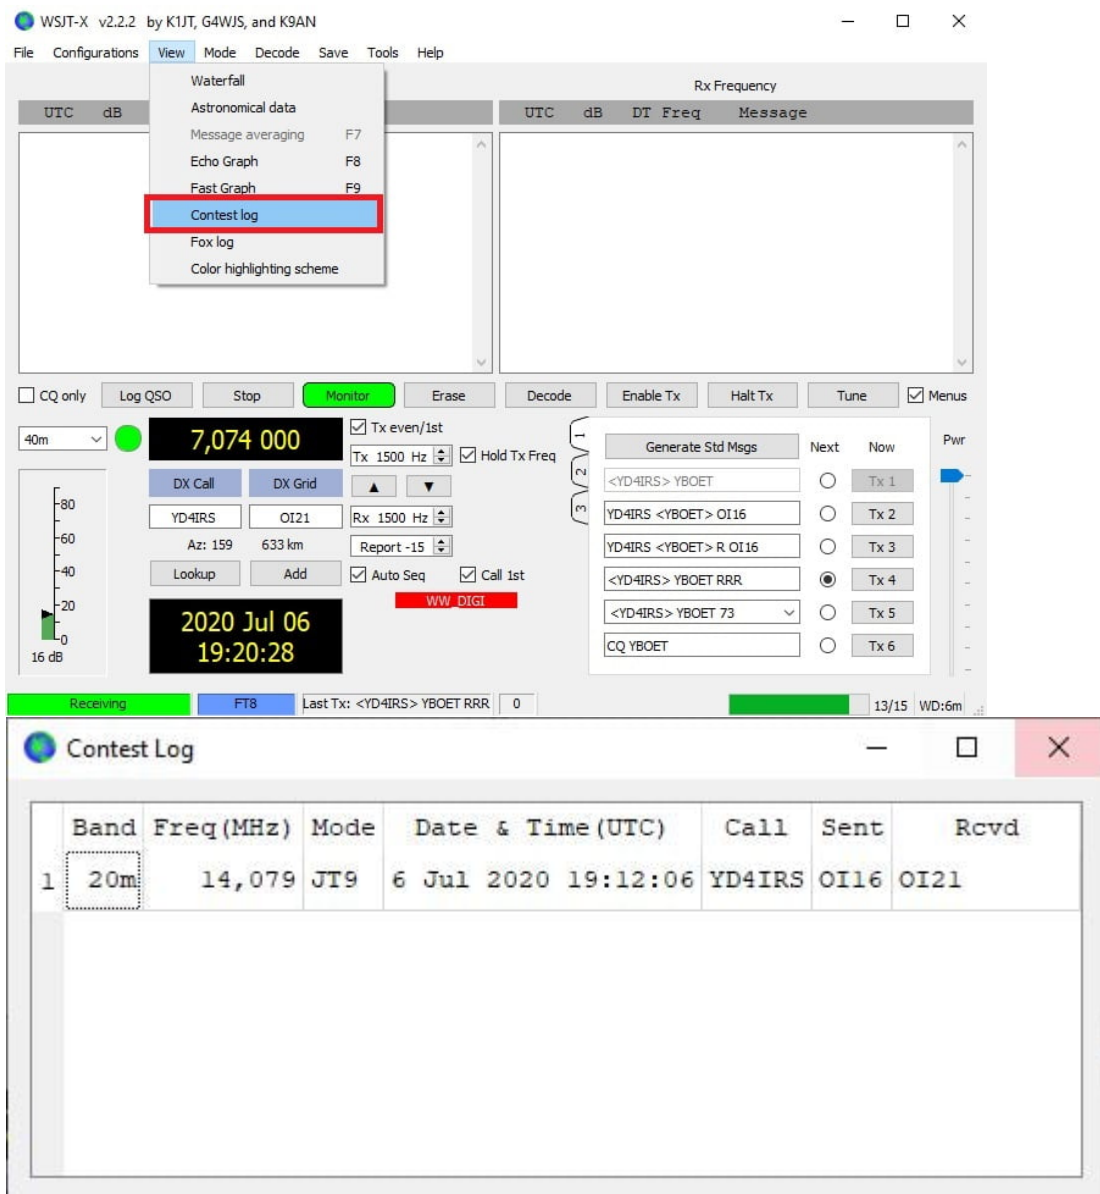 WSJT-X v2.2.2 by K1JT, G4WJS, and K9AN
File Configurations View Mode Decode Save Tools Help
Waterfall
Astronomical data
Message averaging F7
Echo Graph F8
Fast Graph F9
Contest log
Fox log
Color highlighting scheme
Rx Frequency
UTC dB
UTC dB DT Freq Message
CQ only Log QSO Stop Monitor Erase Decode Enable Tx Halt Tx Tune Menus
40m
7,074 000
Tx even/1st
Tx 1500 Hz
Hold Tx Freq
DX Call DX Grid
YD4IRS OI21
Rx 1500 Hz
Az: 159 633 km
Report -15
Lookup Add
Auto Seq Call 1st
WW_DIGI
2020 Jul 06
19:20:28
80
60
40
20
0
16 dB
1
2
3
Generate Std Msgs Next Now Pwr
<YD4IRS> YB0ET Tx 1
YD4IRS <YB0ET> OI16 Tx 2
YD4IRS <YB0ET> R OI16 Tx 3
<YD4IRS> YB0ET RRR Tx 4
<YD4IRS> YB0ET 73 Tx 5
CQ YB0ET Tx 6
Receiving FT8 Last Tx: <YD4IRS> YB0ET RRR 0 13/15 WD:6m
Contest Log
Band Freq(MHz) Mode Date & Time(UTC) Call Sent Rcvd
1 20m 14,079 JT9 6 Jul 2020 19:12:06 YD4IRS OI16 OI21